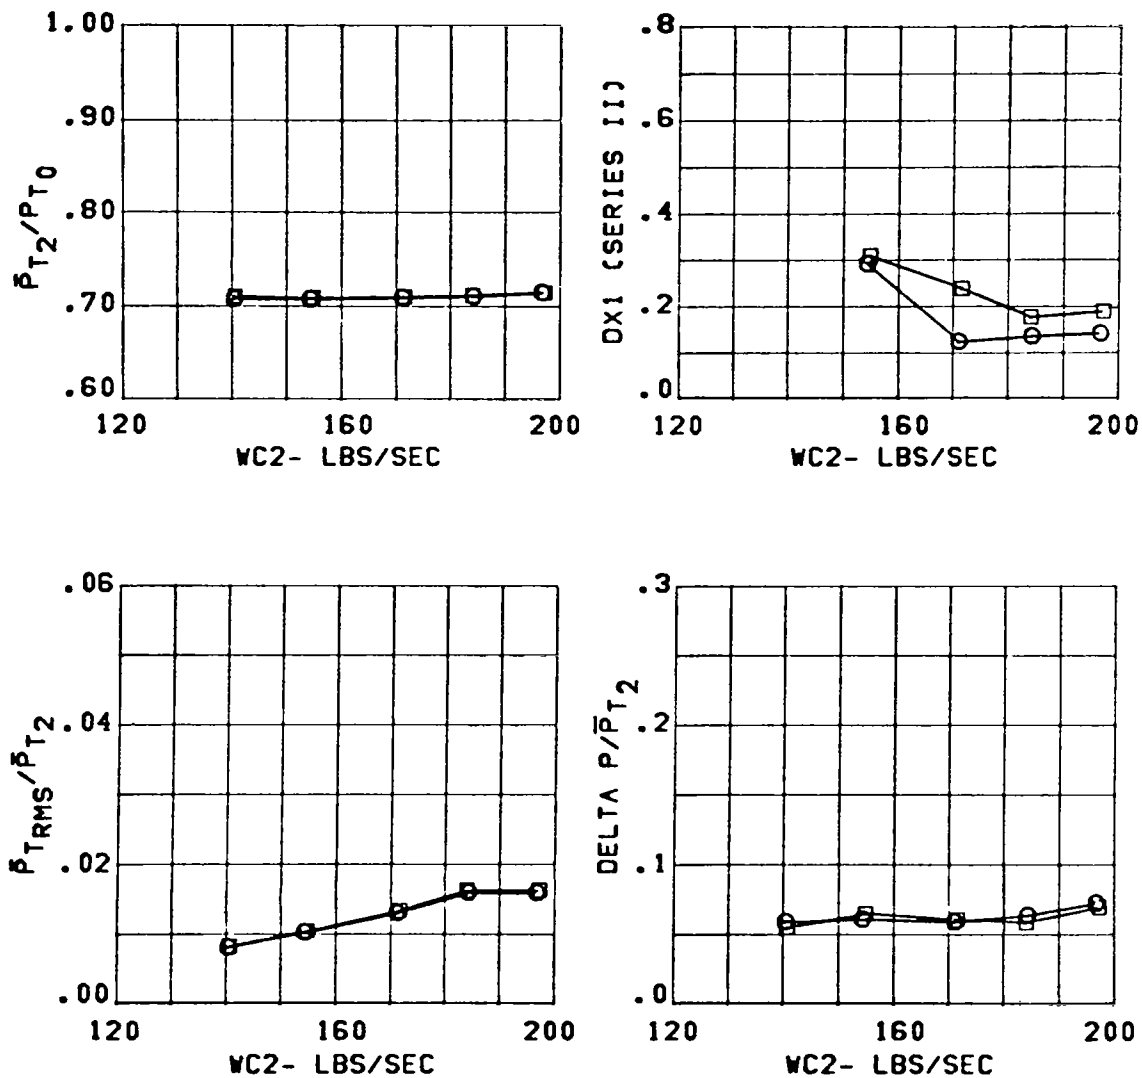 1.00
.90
.80
.70
.60
P̄T2/PT0
120 160 200
WC2- LBS/SEC
.8
.6
.4
.2
.0
DX1 (SERIES II)
120 160 200
WC2- LBS/SEC
.06
.04
.02
.00
P̄TRMS/P̄T2
120 160 200
WC2- LBS/SEC
.3
.2
.1
.0
DELTA P/P̄T2
120 160 200
WC2- LBS/SEC